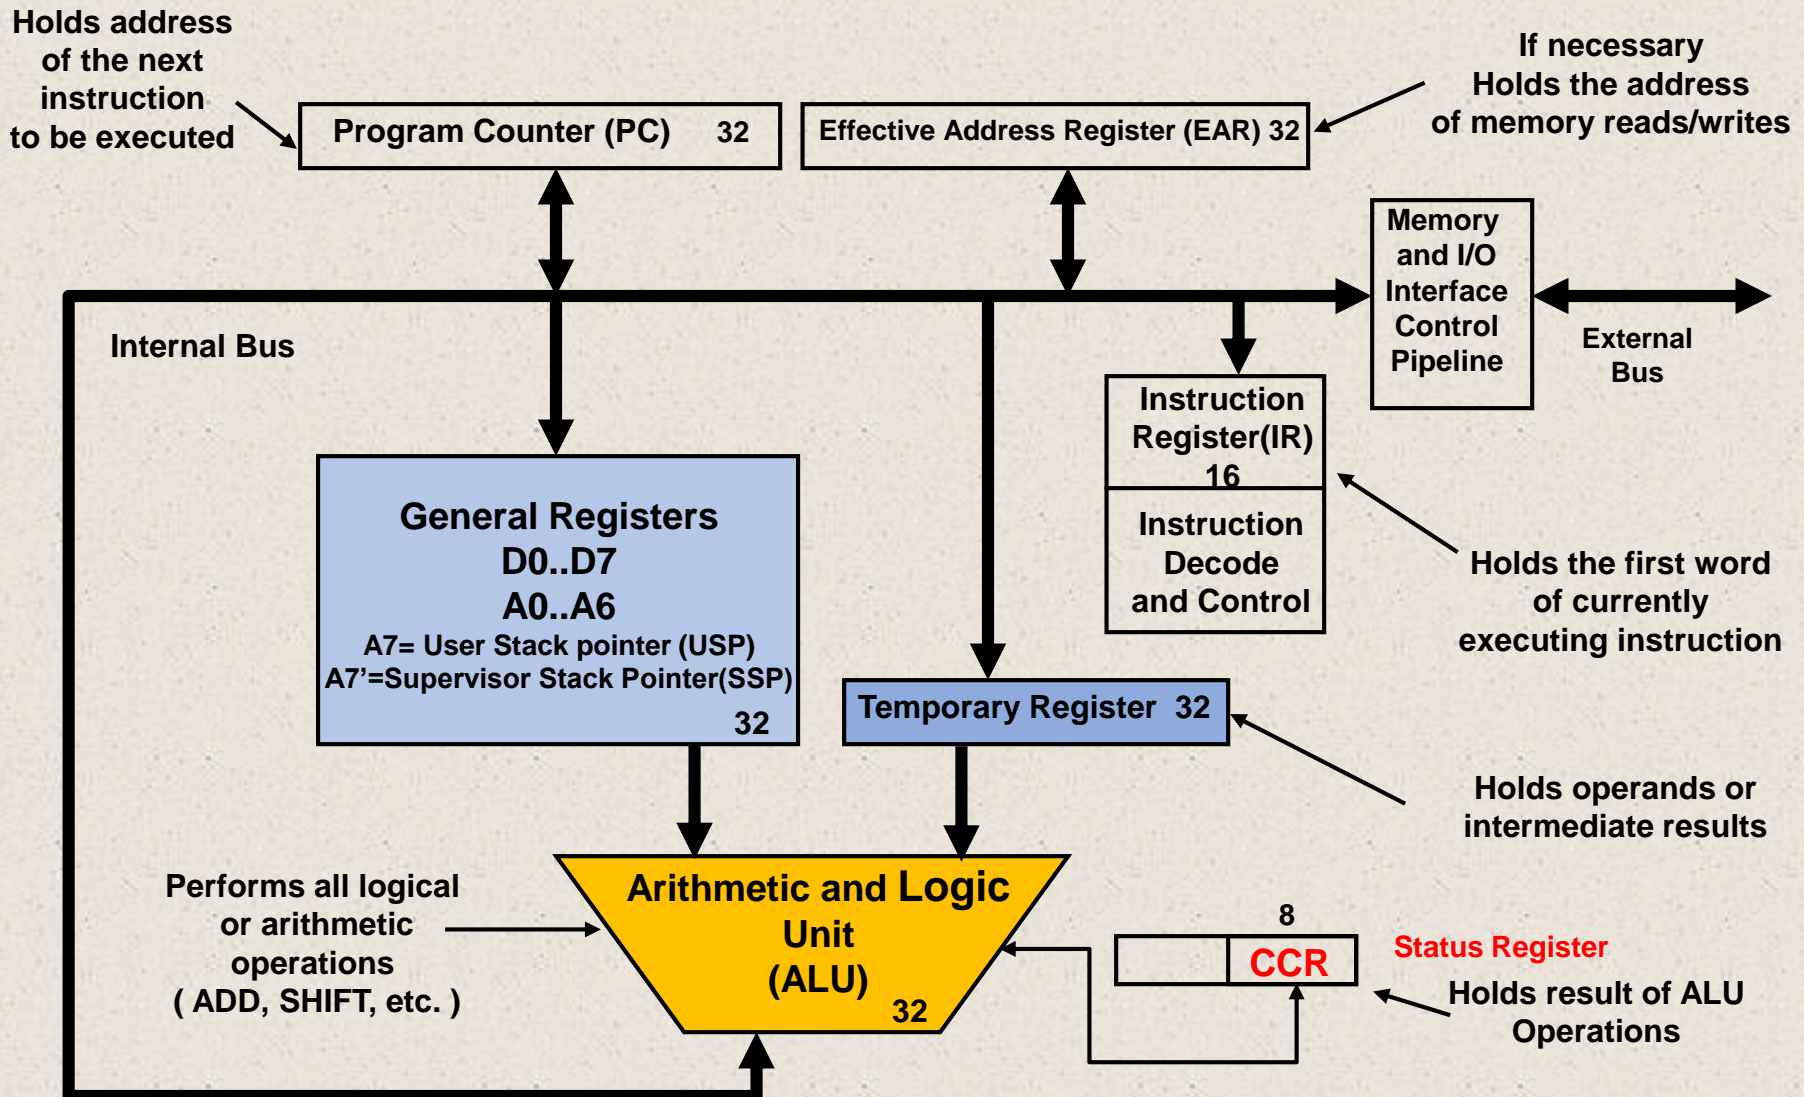 Holds address
of the next
instruction
to be executed
Program Counter (PC) 32
Effective Address Register (EAR) 32
If necessary
Holds the address
of memory reads/writes
Memory
and I/O
Interface
Control
Pipeline
External
Bus
Internal Bus
Instruction
Register(IR)
16
Instruction
Decode
and Control
Holds the first word
of currently
executing instruction
General Registers
D0..D7
A0..A6
A7= User Stack pointer (USP)
A7’=Supervisor Stack Pointer(SSP)
32
Temporary Register 32
Holds operands or
intermediate results
Performs all logical
or arithmetic
operations
( ADD, SHIFT, etc. )
Arithmetic and Logic
Unit
(ALU)
32
8
CCR
Status Register
Holds result of ALU
Operations